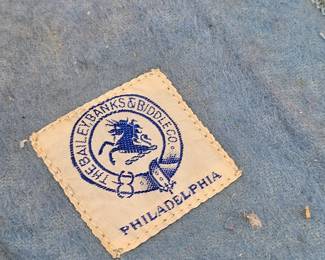 THE BAILEY BANKS & BIDDLE CO.
PHILADELPHIA